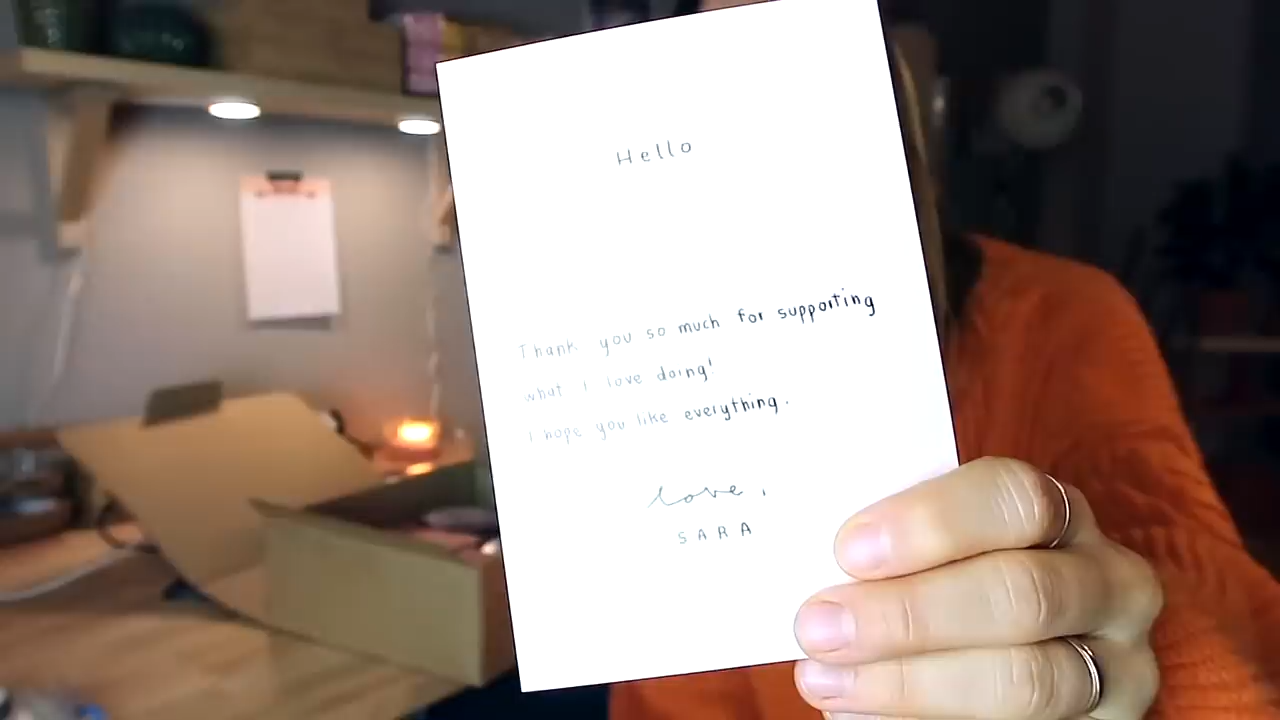 Hello
Thank you so much for supporting
what I love doing!
I hope you like everything.
love,
SARA